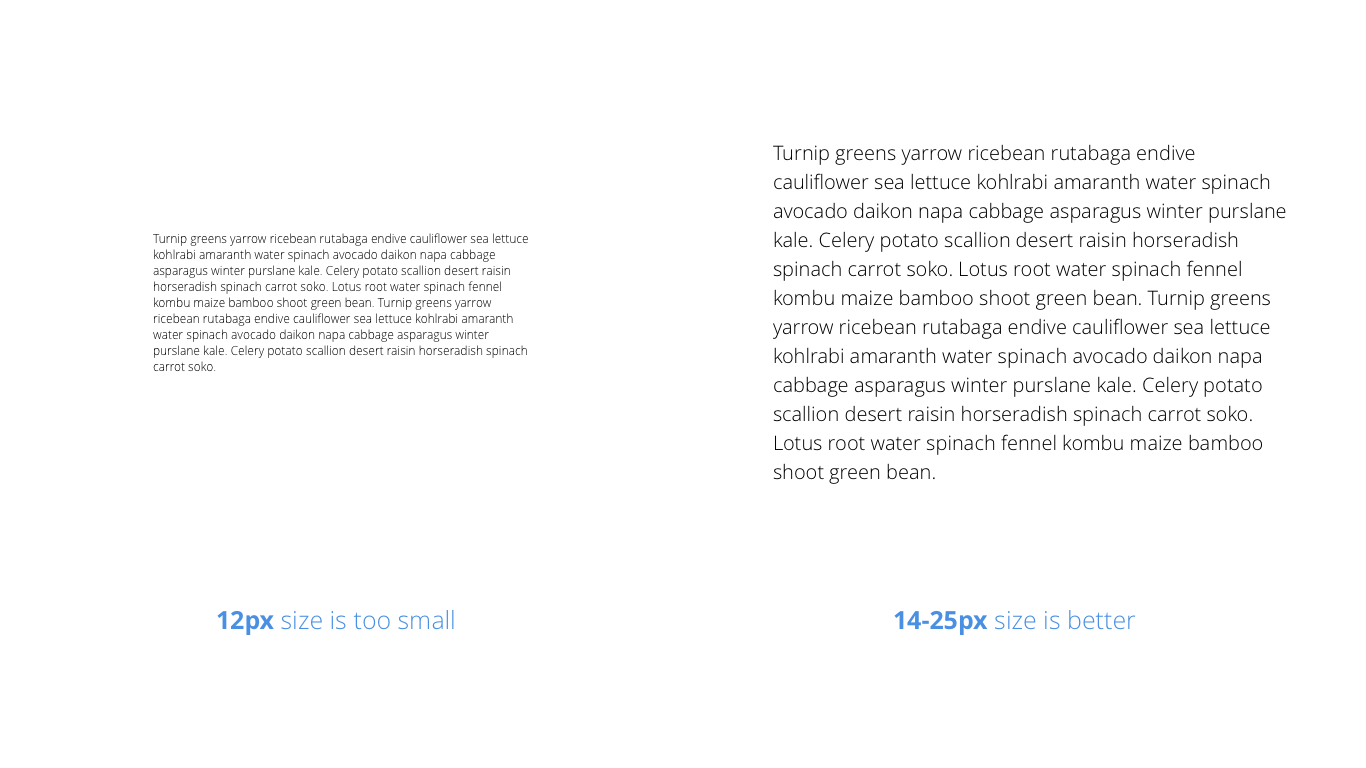 Turnip greens yarrow ricebean rutabaga endive cauliflower sea lettuce
kohlrabi amaranth water spinach avocado daikon napa cabbage
asparagus winter purslane kale. Celery potato scallion desert raisin
horseradish spinach carrot soko. Lotus root water spinach fennel
kombu maize bamboo shoot green bean. Turnip greens yarrow
ricebean rutabaga endive cauliflower sea lettuce kohlrabi amaranth
water spinach avocado daikon napa cabbage asparagus winter
purslane kale. Celery potato scallion desert raisin horseradish spinach
carrot soko.
12px size is too small
Turnip greens yarrow ricebean rutabaga endive
cauliflower sea lettuce kohlrabi amaranth water spinach
avocado daikon napa cabbage asparagus winter purslane
kale. Celery potato scallion desert raisin horseradish
spinach carrot soko. Lotus root water spinach fennel
kombu maize bamboo shoot green bean. Turnip greens
yarrow ricebean rutabaga endive cauliflower sea lettuce
kohlrabi amaranth water spinach avocado daikon napa
cabbage asparagus winter purslane kale. Celery potato
scallion desert raisin horseradish spinach carrot soko.
Lotus root water spinach fennel kombu maize bamboo
shoot green bean.
14-25px size is better